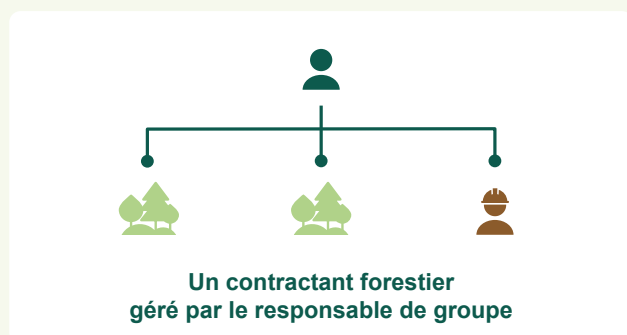 Un contractant forestier
géré par le responsable de groupe